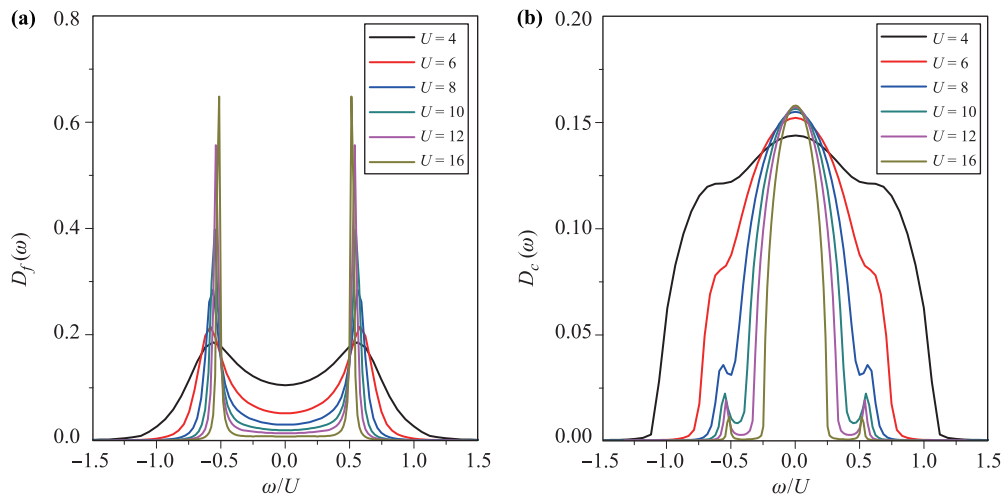 (a)
0.8
0.6
0.4
0.2
0.0
D_f(ω)
U = 4
U = 6
U = 8
U = 10
U = 12
U = 16
−1.5 −1.0 −0.5 0.0 0.5 1.0 1.5
ω/U
(b)
0.20
0.15
0.10
0.05
0.00
D_c(ω)
U = 4
U = 6
U = 8
U = 10
U = 12
U = 16
−1.5 −1.0 −0.5 0.0 0.5 1.0 1.5
ω/U